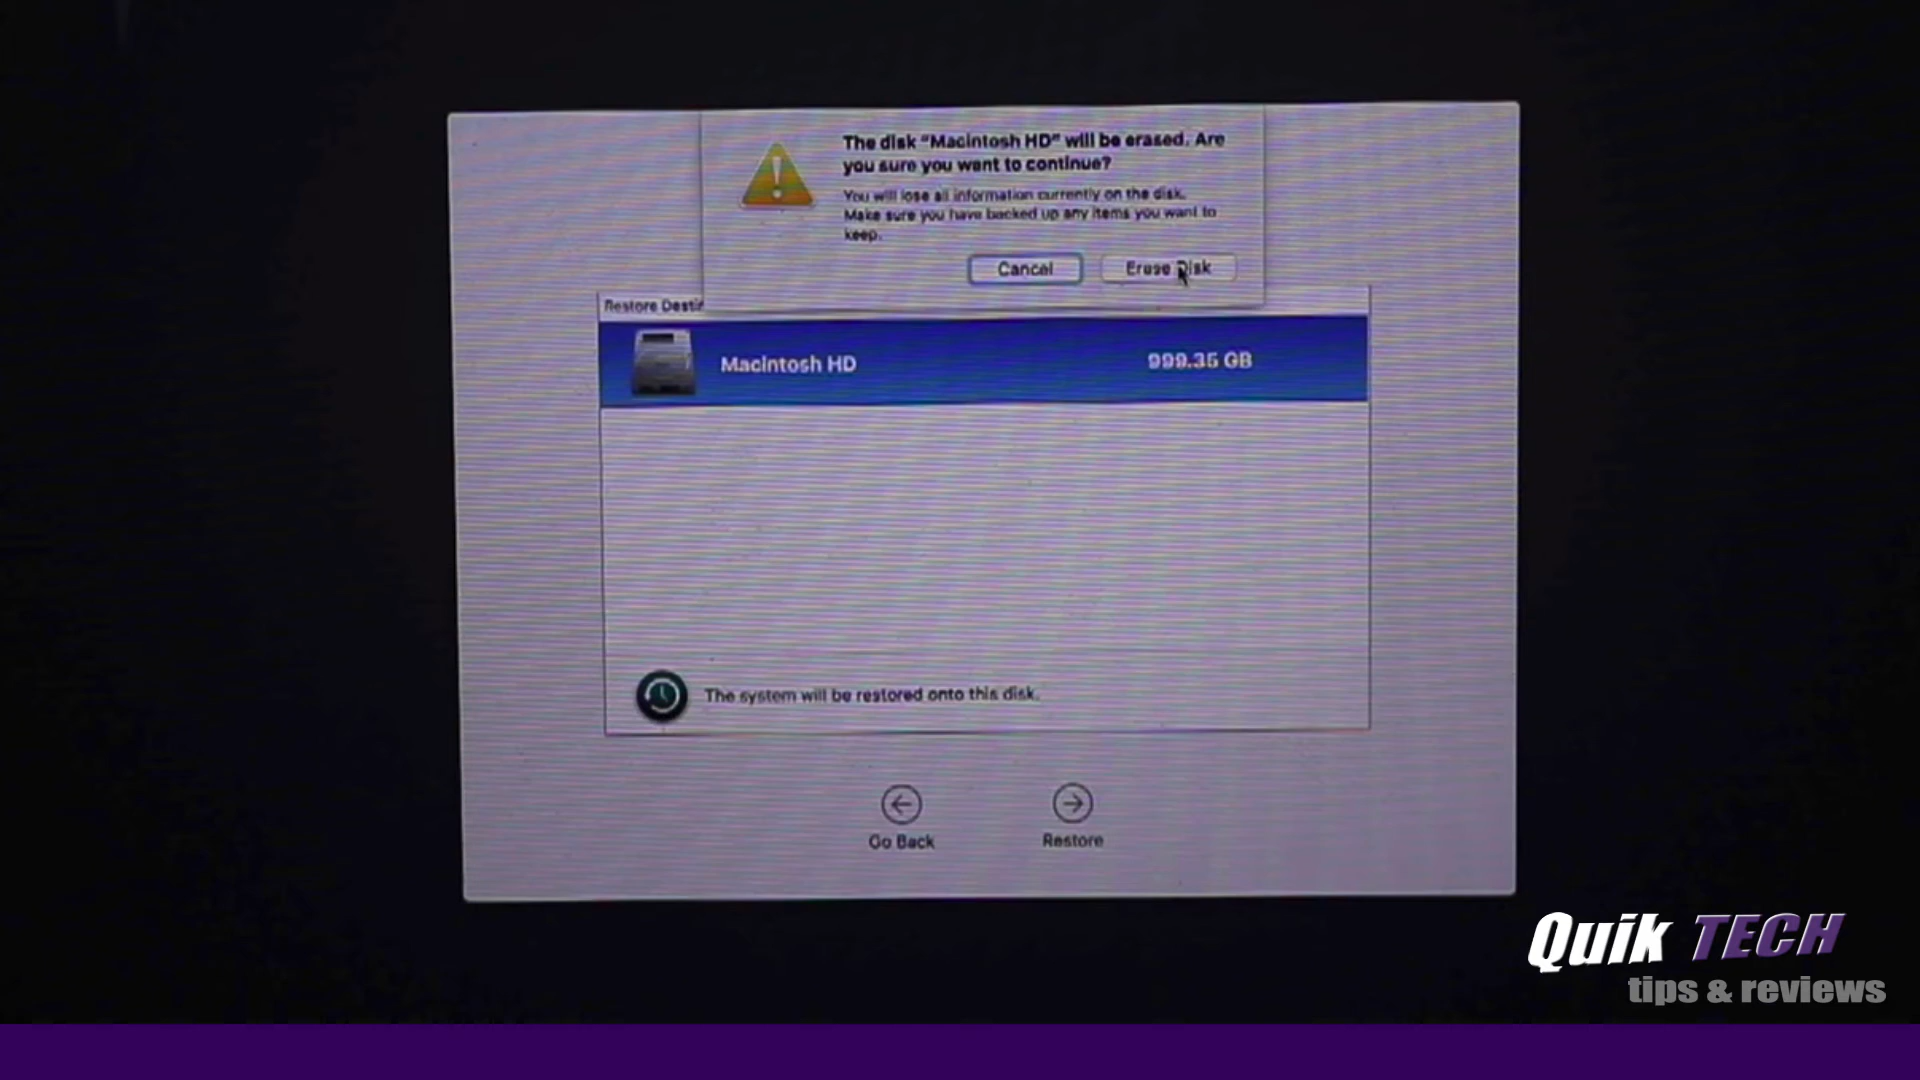 The disk "Macintosh HD" will be erased. Are
you sure you want to continue?
You will lose all information currently on the disk.
Make sure you have backed up any items you want to
keep.
Cancel
Erase Disk
Restore Destin
Macintosh HD
999.35 GB
The system will be restored onto this disk.
Go Back
Restore
Quik TECH
tips & reviews